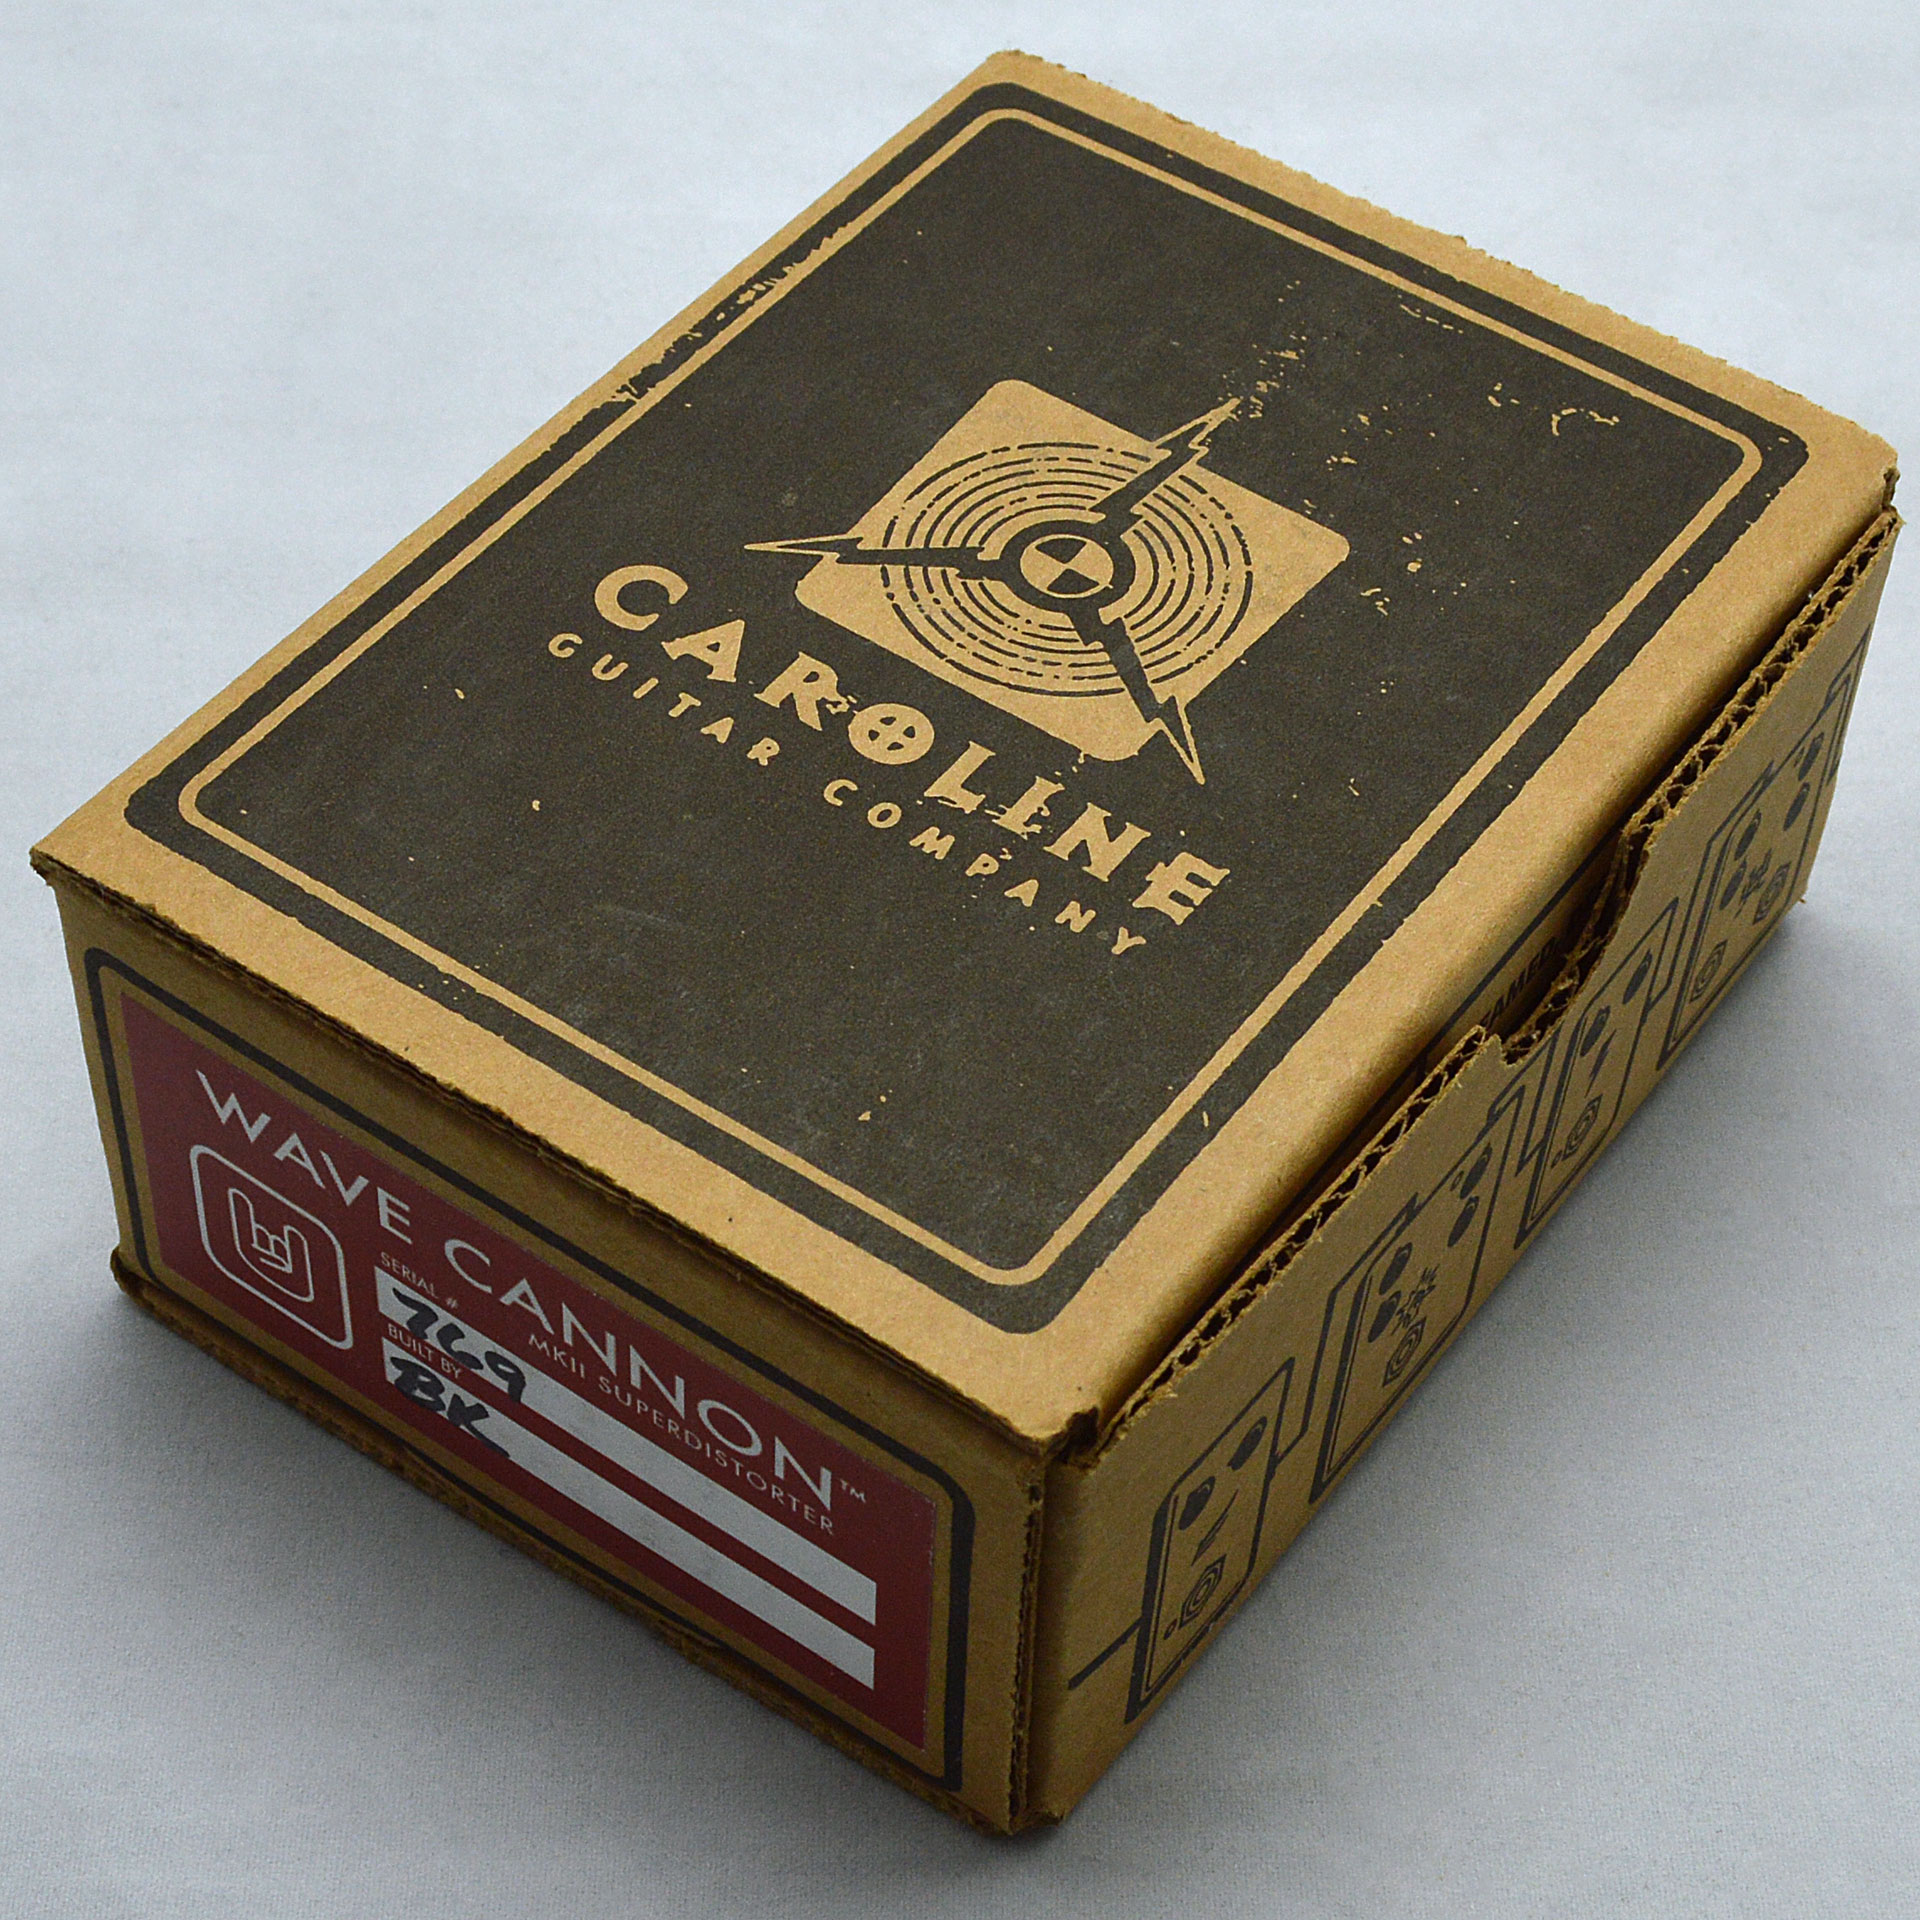 CAROLINE
GUITAR COMPANY
WAVE CANNON™
MKII SUPERDISTORTER
SERIAL #
769
BUILT BY
BK